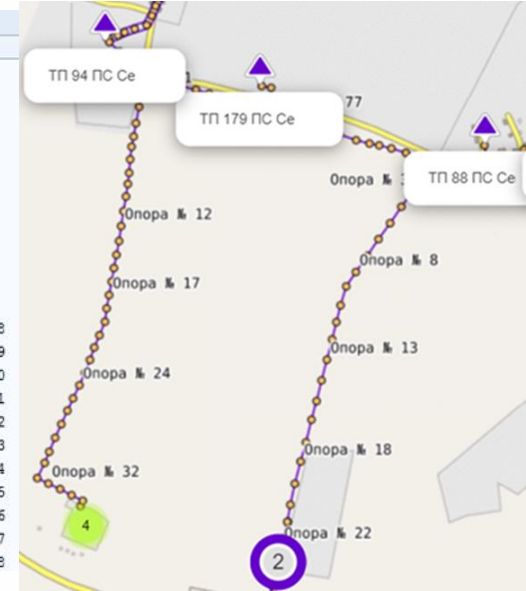 ТП 94 ПС Се
ТП 179 ПС Се
77
Опора №
ТП 88 ПС Се
Опора № 12
Опора № 8
Опора № 17
Опора № 13
Опора № 24
Опора № 18
Опора № 32
4
Опора № 22
2